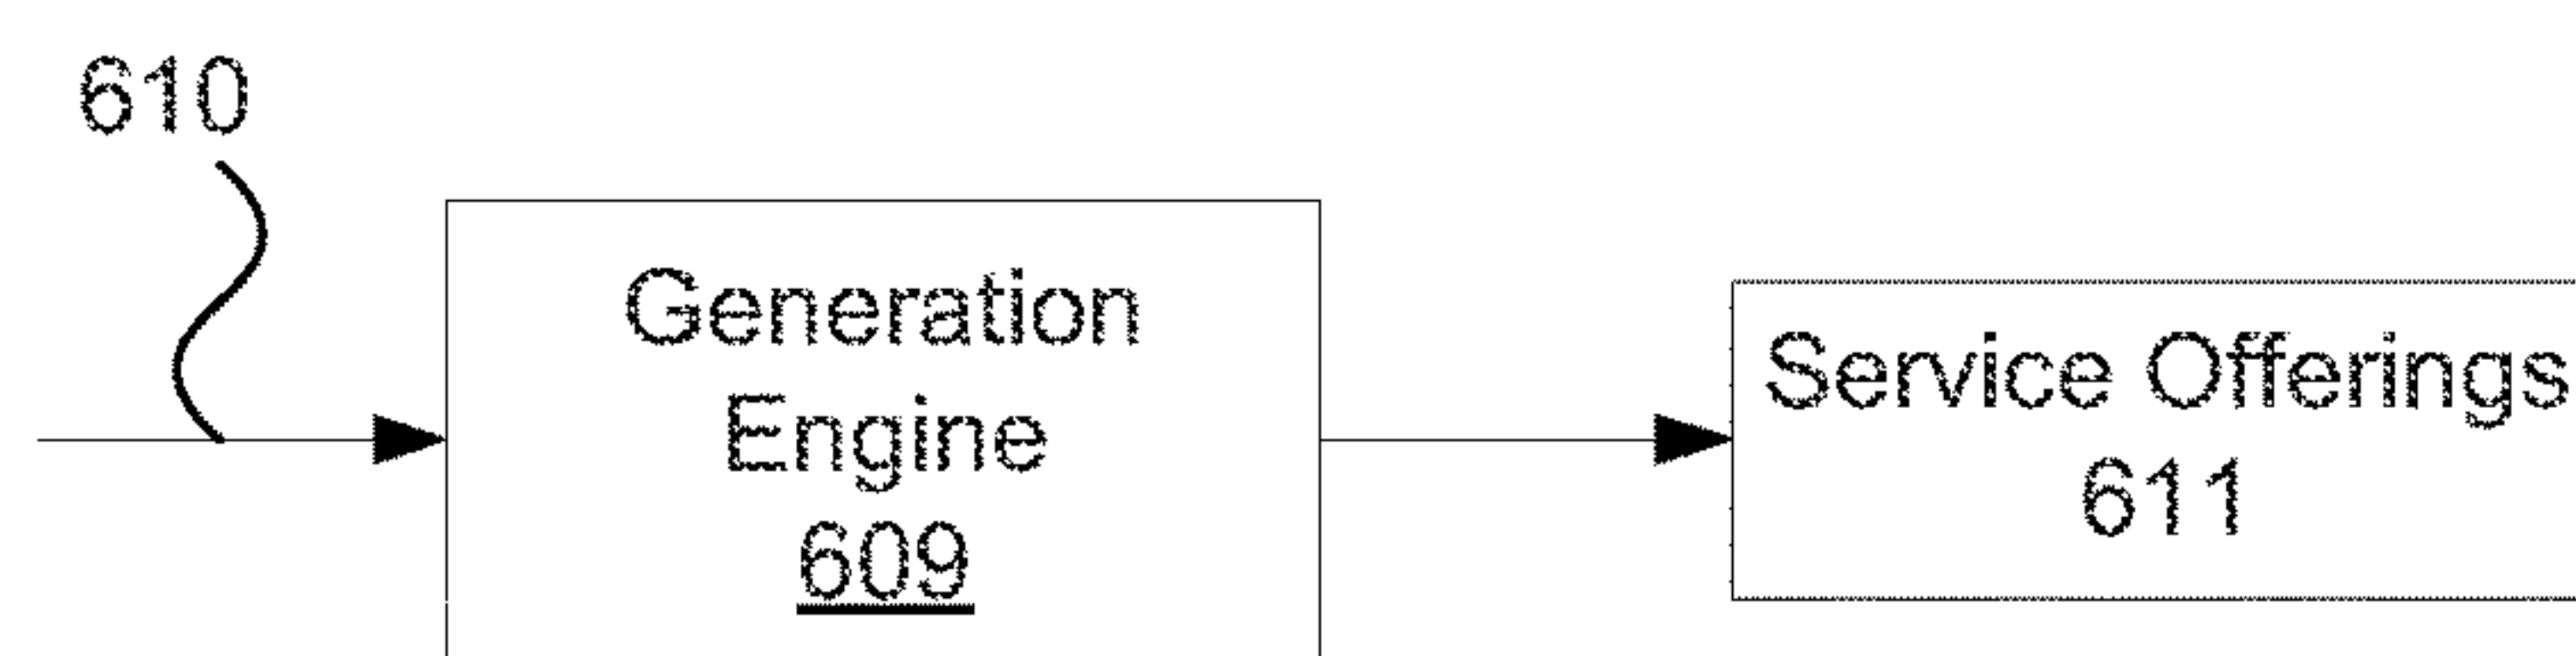 610
Generation
Engine
609
Service Offerings
611